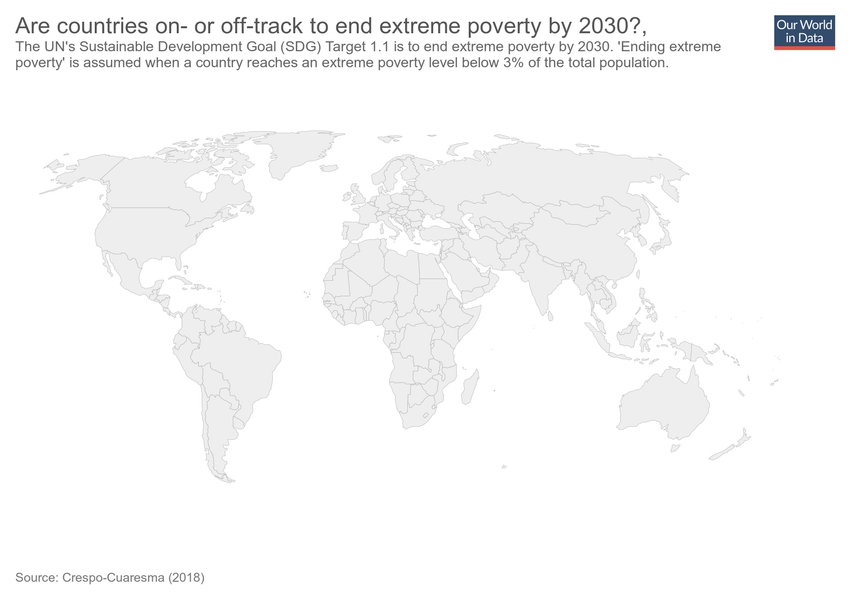 Are countries on- or off-track to end extreme poverty by 2030?,
The UN's Sustainable Development Goal (SDG) Target 1.1 is to end extreme poverty by 2030. 'Ending extreme
poverty' is assumed when a country reaches an extreme poverty level below 3% of the total population.
Our World
in Data
Source: Crespo-Cuaresma (2018)